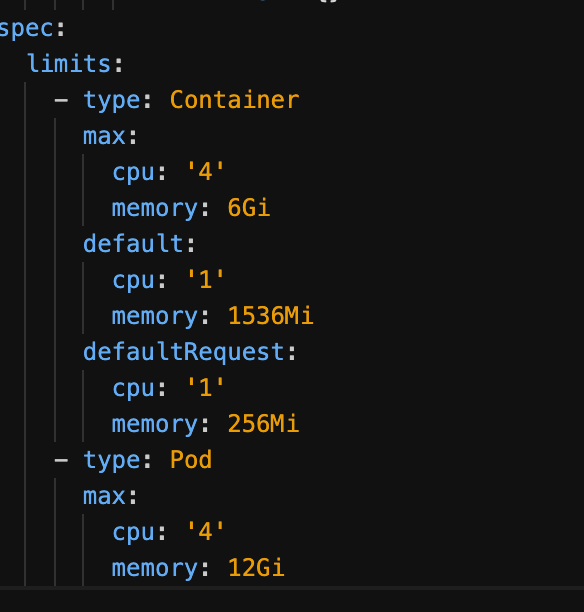 spec:
limits:
- type: Container
max:
cpu: '4'
memory: 6Gi
default:
cpu: '1'
memory: 1536Mi
defaultRequest:
cpu: '1'
memory: 256Mi
- type: Pod
max:
cpu: '4'
memory: 12Gi